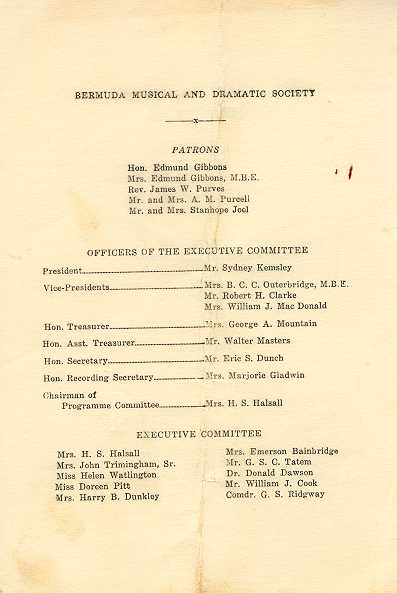 BERMUDA MUSICAL AND DRAMATIC SOCIETY
x
PATRONS
Hon. Edmund Gibbons
Mrs. Edmund Gibbons, M.B.E.
Rev. James W. Purves
Mr. and Mrs. A. M. Purcell
Mr. and Mrs. Stanhope Joel
OFFICERS OF THE EXECUTIVE COMMITTEE
President Mr. Sydney Kemsley
Vice-Presidents Mrs. B. C. C. Outerbridge, M.B.E.
Mr. Robert H. Clarke
Mrs. William J. Mac Donald
Hon. Treasurer Mrs. George A. Mountain
Hon. Asst. Treasurer Mr. Walter Masters
Hon. Secretary Mr. Eric S. Dunch
Hon. Recording Secretary Mrs. Marjorie Gladwin
Chairman of
Programme Committee Mrs. H. S. Halsall
EXECUTIVE COMMITTEE
Mrs. H. S. Halsall
Mrs. John Trimingham, Sr.
Miss Helen Watlington
Miss Doreen Pitt
Mrs. Harry B. Dunkley
Mrs. Emerson Bainbridge
Mr. G. S. C. Tatem
Dr. Donald Dawson
Mr. William J. Cook
Comdr. G. S. Ridgway